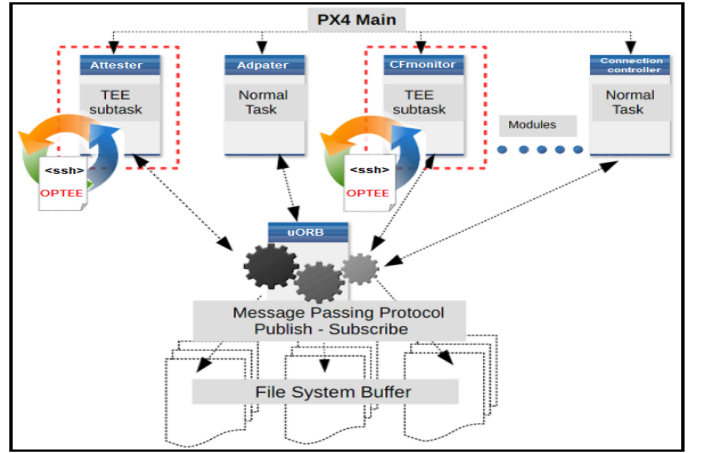 PX4 Main
Attester
Adpater
CFmonitor
Connection
controller
TEE
subtask
Normal
Task
TEE
subtask
Normal
Task
Modules
<ssh>
OPTEE
<ssh>
OPTEE
uORB
Message Passing Protocol
Publish - Subscribe
File System Buffer